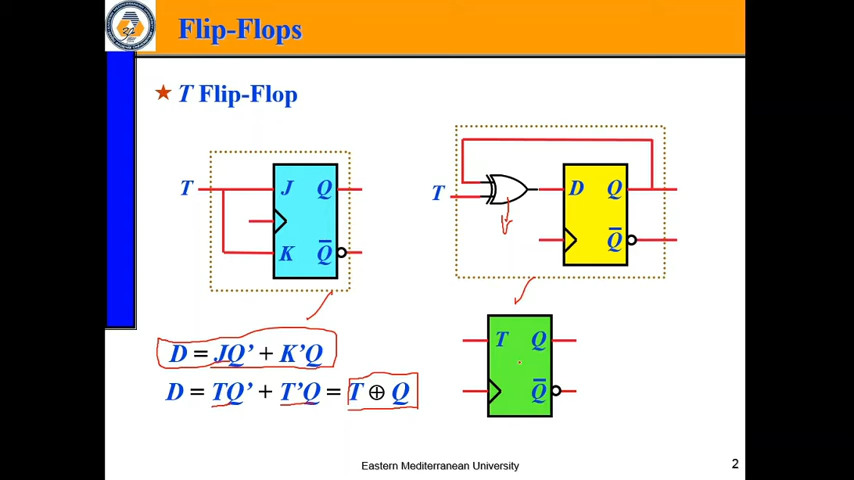 Flip-Flops
★ T Flip-Flop
T J Q
K Q̅
T D Q
Q̅
D = JQ’ + K’Q
D = TQ’ + T’Q = T ⊕ Q
T Q
Q̅
Eastern Mediterranean University
2